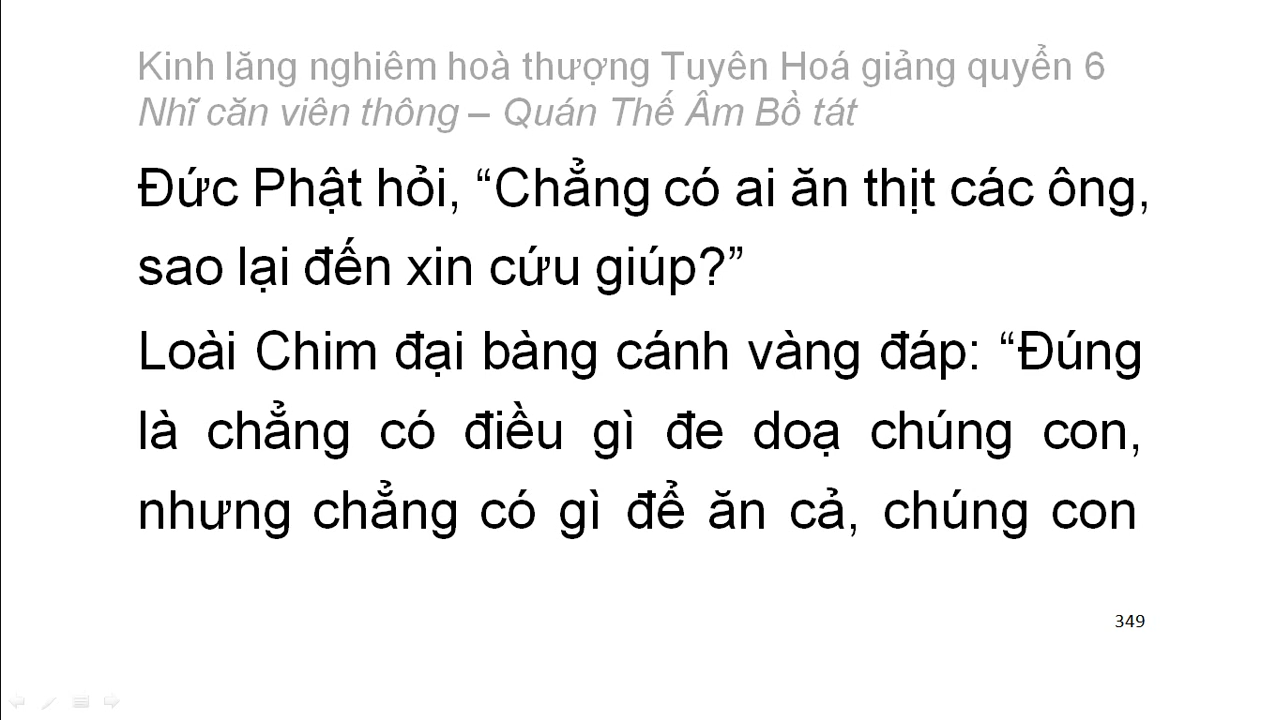 Kinh lăng nghiêm hoà thượng Tuyên Hoá giảng quyển 6
Nhĩ căn viên thông – Quán Thế Âm Bồ tát
Đức Phật hỏi, “Chẳng có ai ăn thịt các ông,
sao lại đến xin cứu giúp?”
Loài Chim đại bàng cánh vàng đáp: “Đúng
là chẳng có điều gì đe doạ chúng con,
nhưng chẳng có gì để ăn cả, chúng con
349